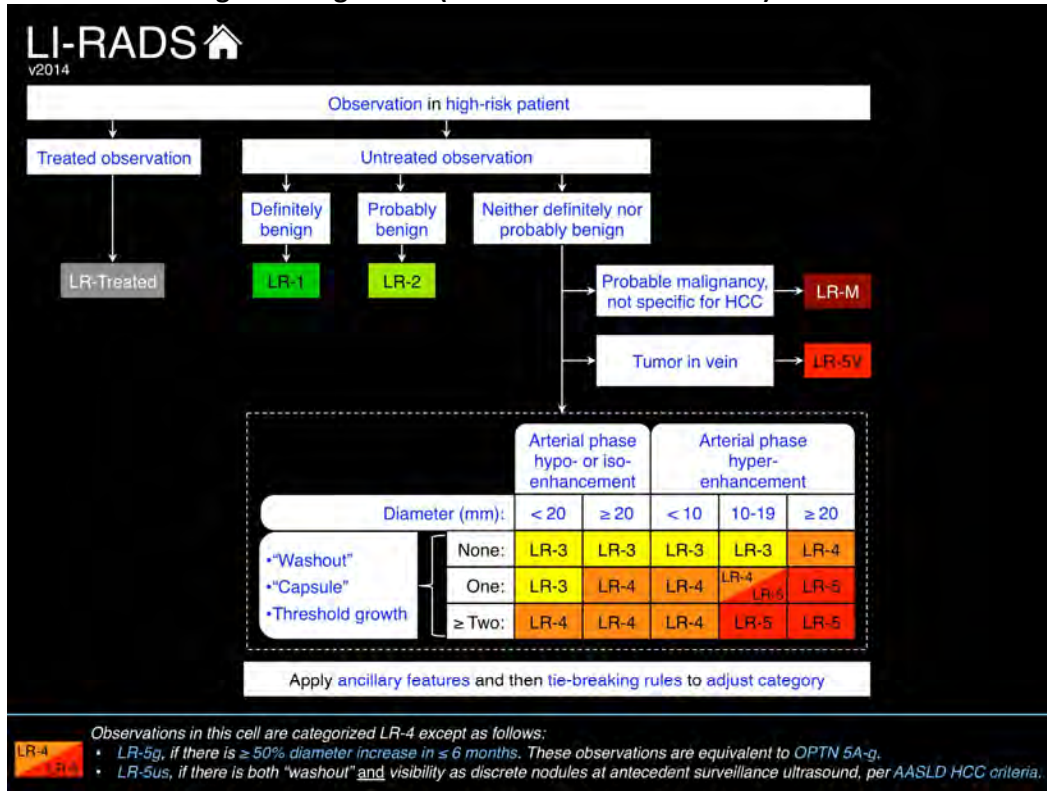 LI-RADS
v2014
Observation in high-risk patient
Treated observation
Untreated observation
Definitely
benign
Probably
benign
Neither definitely nor
probably benign
LR-Treated
LR-1
LR-2
Probable malignancy,
not specific for HCC
LR-M
Tumor in vein
LR-5V
Arterial phase
hypo- or iso-
enhancement
Arterial phase
hyper-
enhancement
Diameter (mm): < 20 ≥ 20 < 10 10-19 ≥ 20
•"Washout"
•"Capsule"
•Threshold growth
None: LR-3 LR-3 LR-3 LR-3 LR-4
One: LR-3 LR-4 LR-4 LR-4 LR-5 LR-5
≥ Two: LR-4 LR-4 LR-4 LR-5 LR-5
Apply ancillary features and then tie-breaking rules to adjust category
Observations in this cell are categorized LR-4 except as follows:
LR-4
• LR-5g, if there is ≥ 50% diameter increase in ≤ 6 months. These observations are equivalent to OPTN 5A-g.
• LR-5us, if there is both "washout" and visibility as discrete nodules at antecedent surveillance ultrasound, per AASLD HCC criteria.